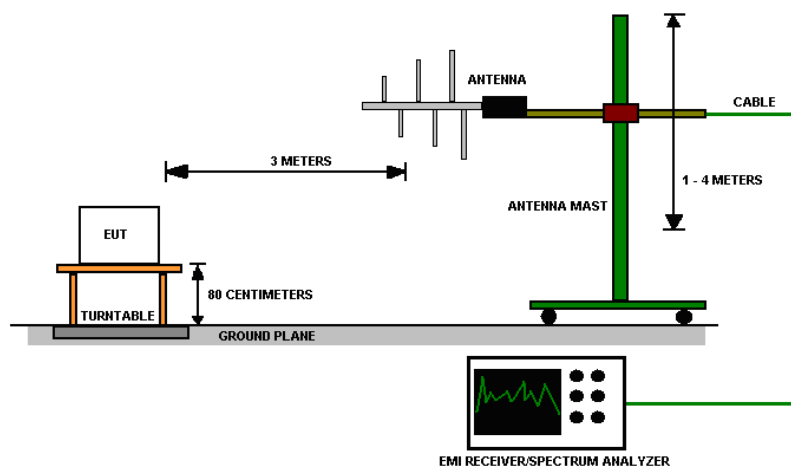 ANTENNA
CABLE
3 METERS
1 - 4 METERS
ANTENNA MAST
EUT
80 CENTIMETERS
TURNTABLE
GROUND PLANE
EMI RECEIVER/SPECTRUM ANALYZER